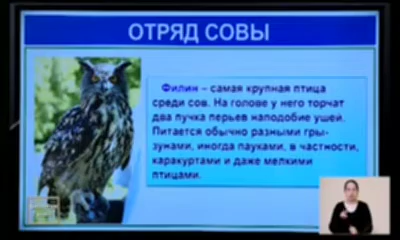 ОТРЯД СОВЫ
Филин – самая крупная птица
среди сов. На голове у него торчат
два пучка перьев наподобие ушей.
Питается обычно разными гры-
зунами, иногда пауками, в частности,
каракуртами и даже мелкими
птицами.